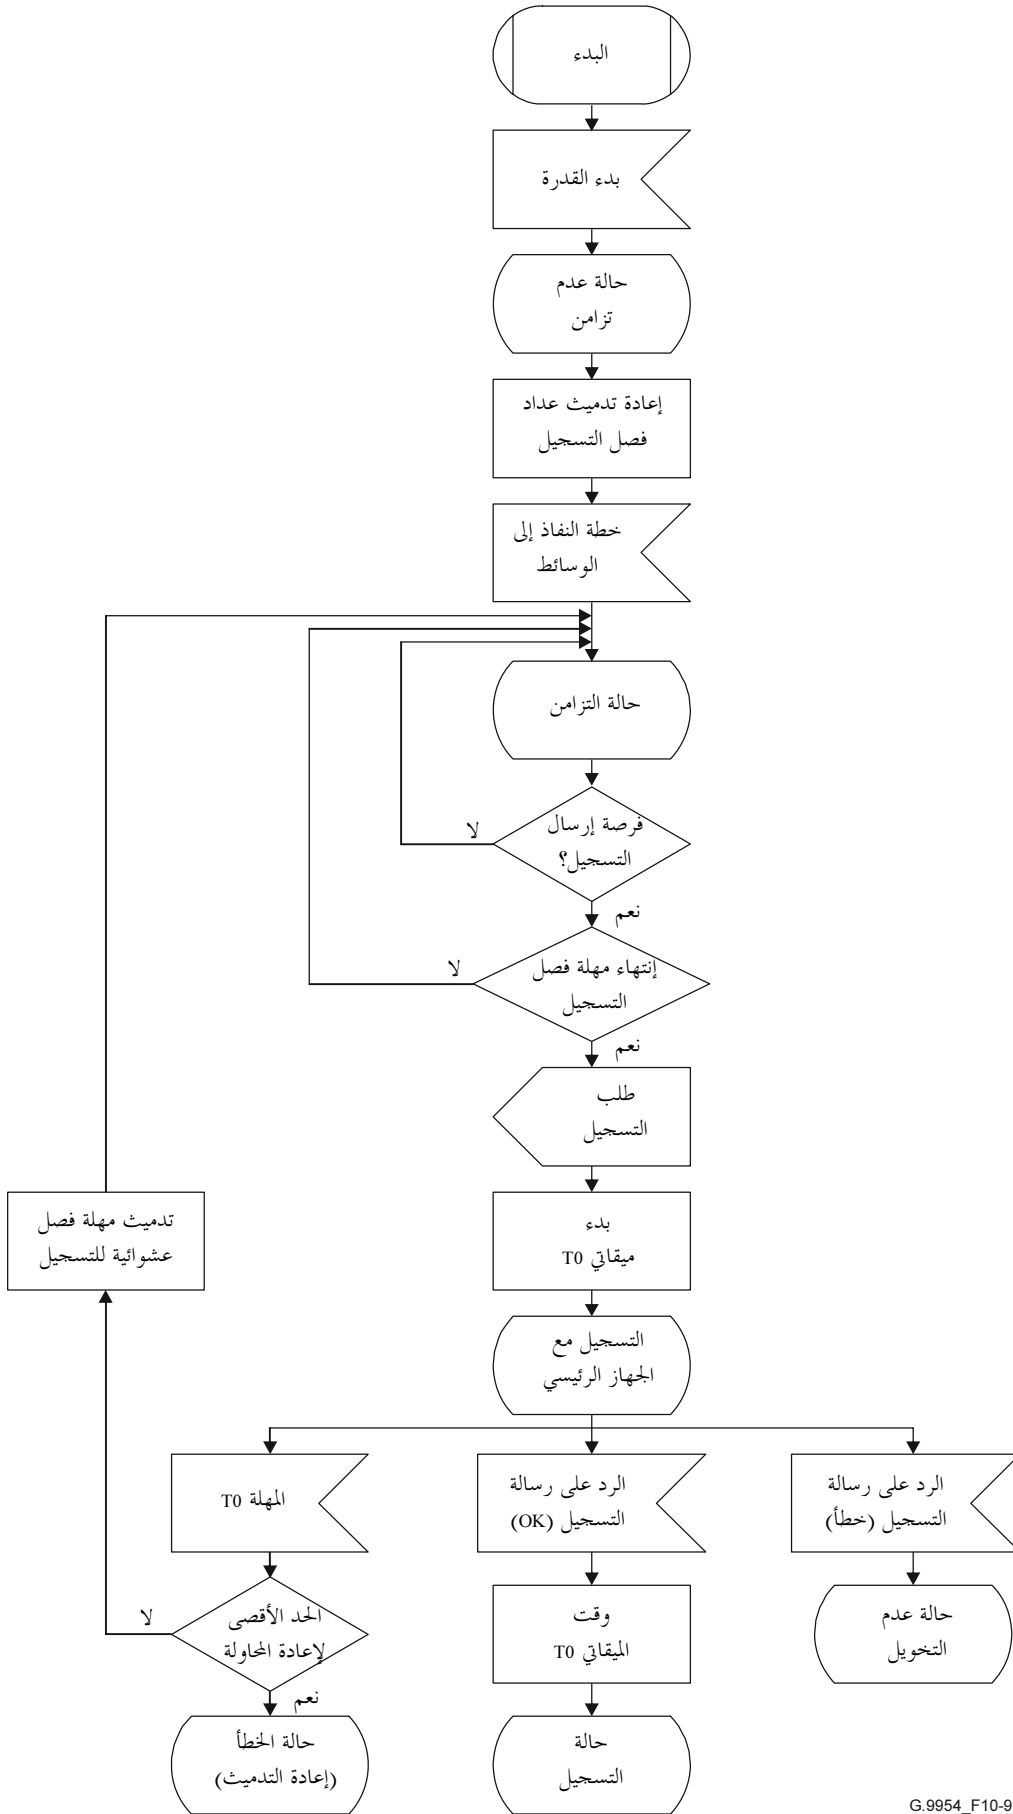 البدء
بدء القدرة
حالة عدم
تزامن
إعادة تدميث عداد
فصل التسجيل
خطة النفاذ إلى
الوسائط
حالة التزامن
فرصة إرسال
التسجيل؟
لا
نعم
إنتهاء مهلة فصل
التسجيل
لا
نعم
طلب
التسجيل
بدء
ميقاتي T0
تدميث مهلة فصل
عشوائية للتسجيل
التسجيل مع
الجهاز الرئيسي
الرد على رسالة
التسجيل (خطأ)
الرد على رسالة
التسجيل (OK)
المهلة T0
حالة عدم
التخويل
وقت
الميقاتي T0
الحد الأقصى
لإعادة المحاولة
لا
نعم
حالة
التسجيل
حالة الخطأ
(إعادة التدميث)
G.9954_F10-9